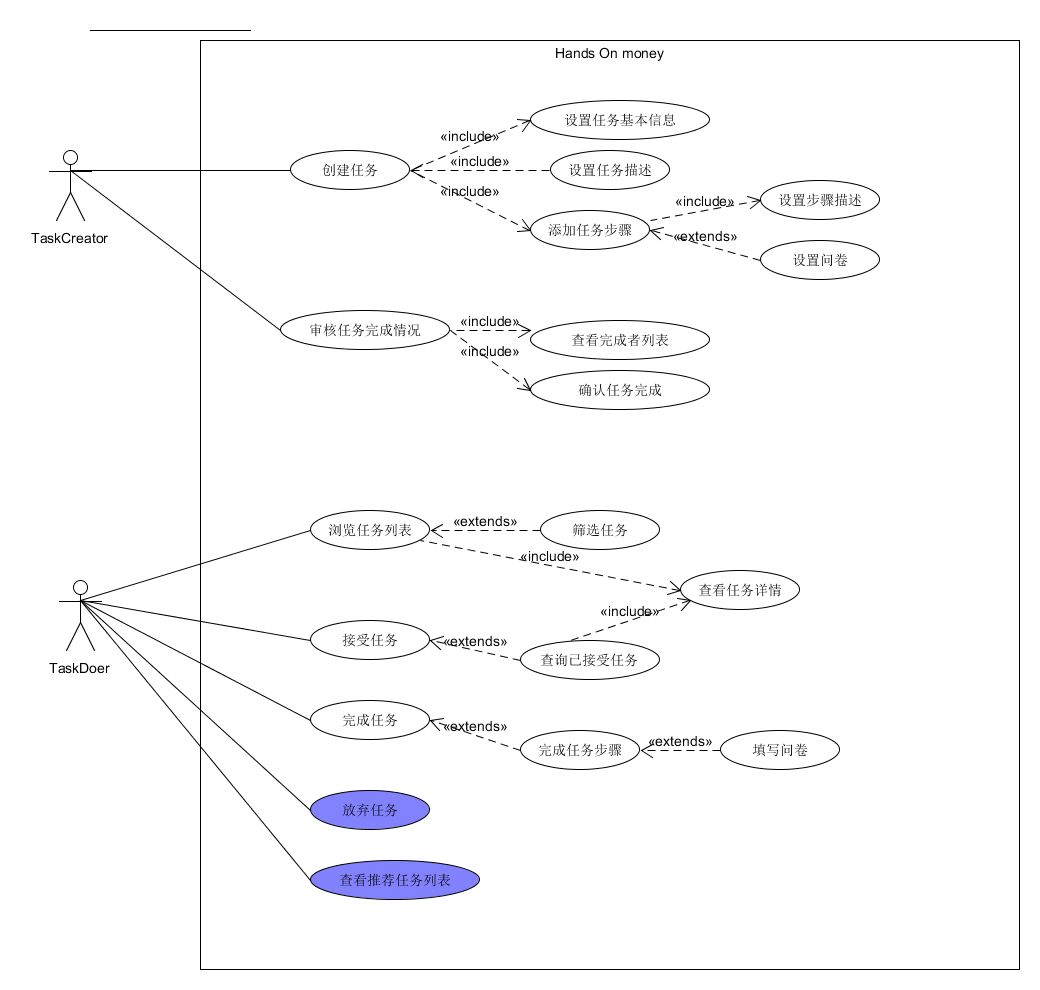 Hands On money
设置任务基本信息
«include»
创建任务
«include»
设置任务描述
«include»
TaskCreator
添加任务步骤
«include»
设置步骤描述
«extends»
设置问卷
审核任务完成情况
«include»
查看完成者列表
«include»
确认任务完成
浏览任务列表
«extends»
筛选任务
«include»
查看任务详情
«include»
接受任务
«extends»
查询已接受任务
TaskDoer
完成任务
«extends»
完成任务步骤
«extends»
填写问卷
放弃任务
查看推荐任务列表